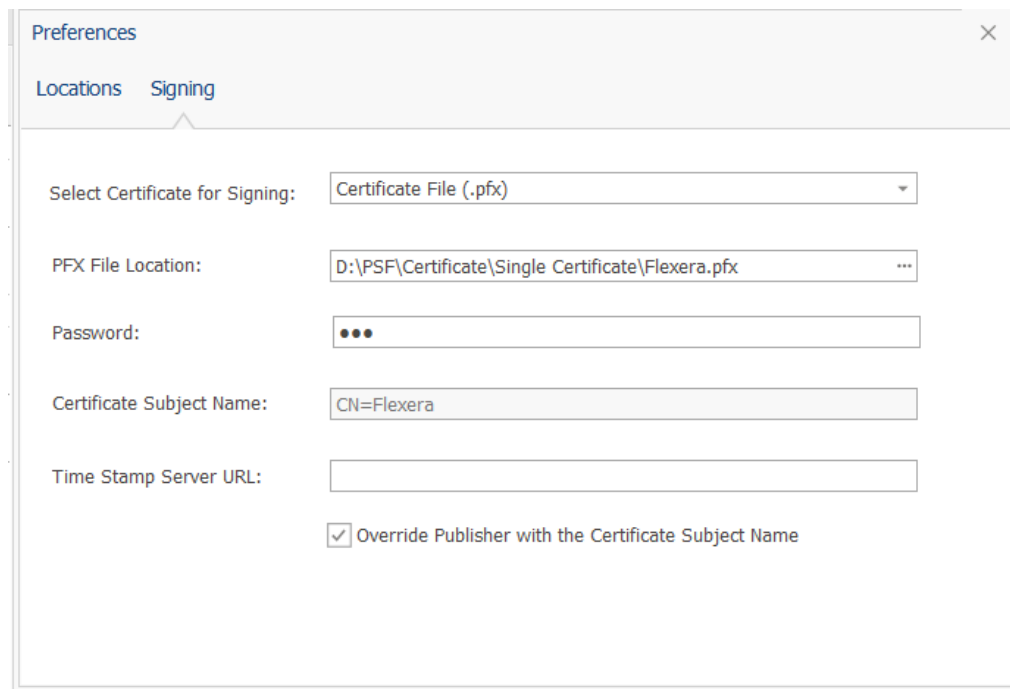 Preferences
Locations Signing
Select Certificate for Signing: Certificate File (.pfx)
PFX File Location: D:\PSF\Certificate\Single Certificate\Flexera.pfx ...
Password: ●●●
Certificate Subject Name: CN=Flexera
Time Stamp Server URL:
Override Publisher with the Certificate Subject Name